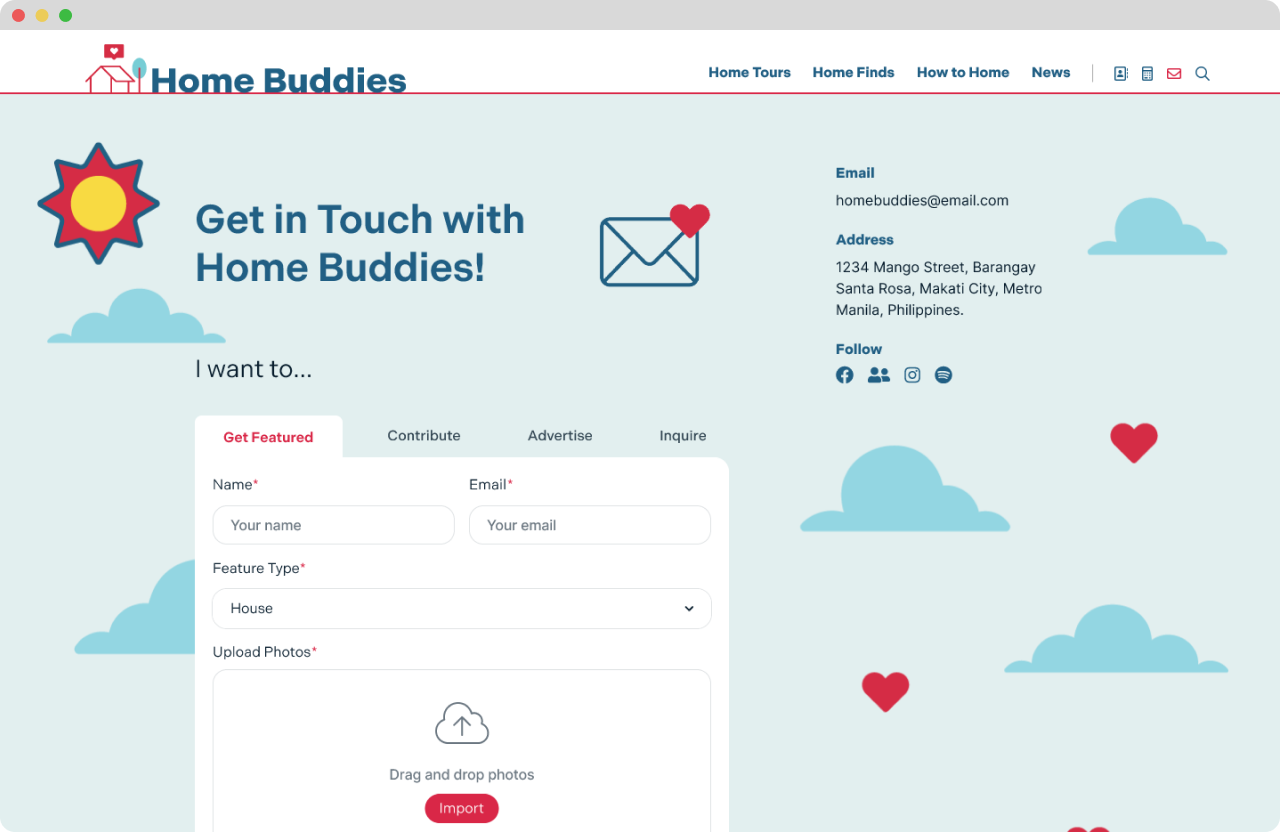 Home Buddies
Home Tours
Home Finds
How to Home
News
Get in Touch with
Home Buddies!
I want to...
Get Featured
Contribute
Advertise
Inquire
Name*
Email*
Your name
Your email
Feature Type*
House
Upload Photos*
Drag and drop photos
Import
Email
homebuddies@email.com
Address
1234 Mango Street, Barangay
Santa Rosa, Makati City, Metro
Manila, Philippines.
Follow